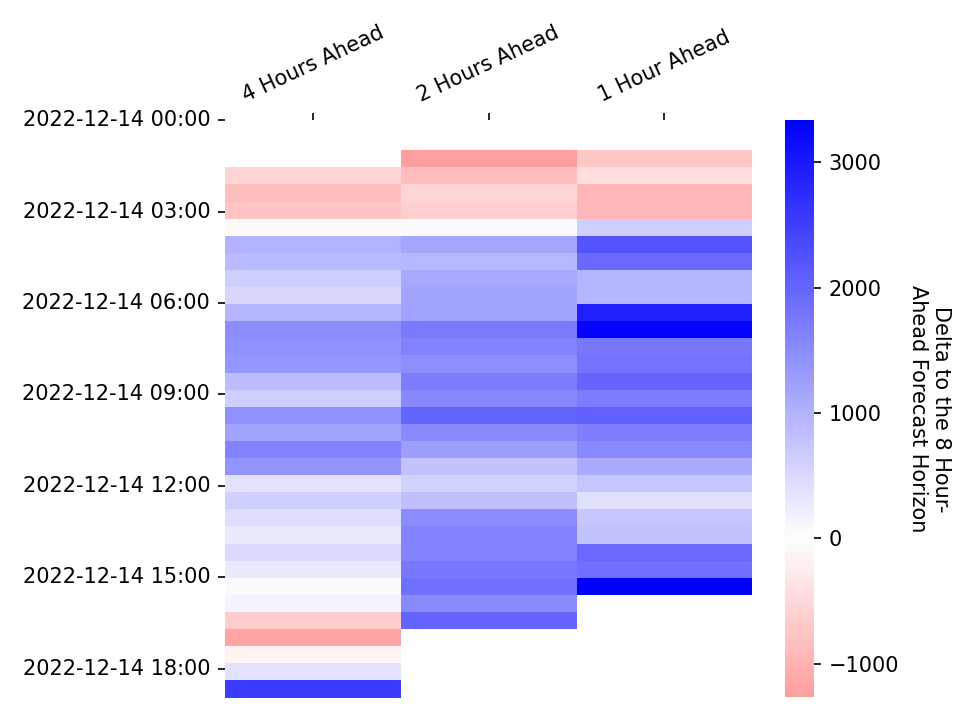 4 Hours Ahead
2 Hours Ahead
1 Hour Ahead
2022-12-14 00:00
2022-12-14 03:00
2022-12-14 06:00
2022-12-14 09:00
2022-12-14 12:00
2022-12-14 15:00
2022-12-14 18:00
3000
2000
1000
0
−1000
Delta to the 8 Hour-
Ahead Forecast Horizon